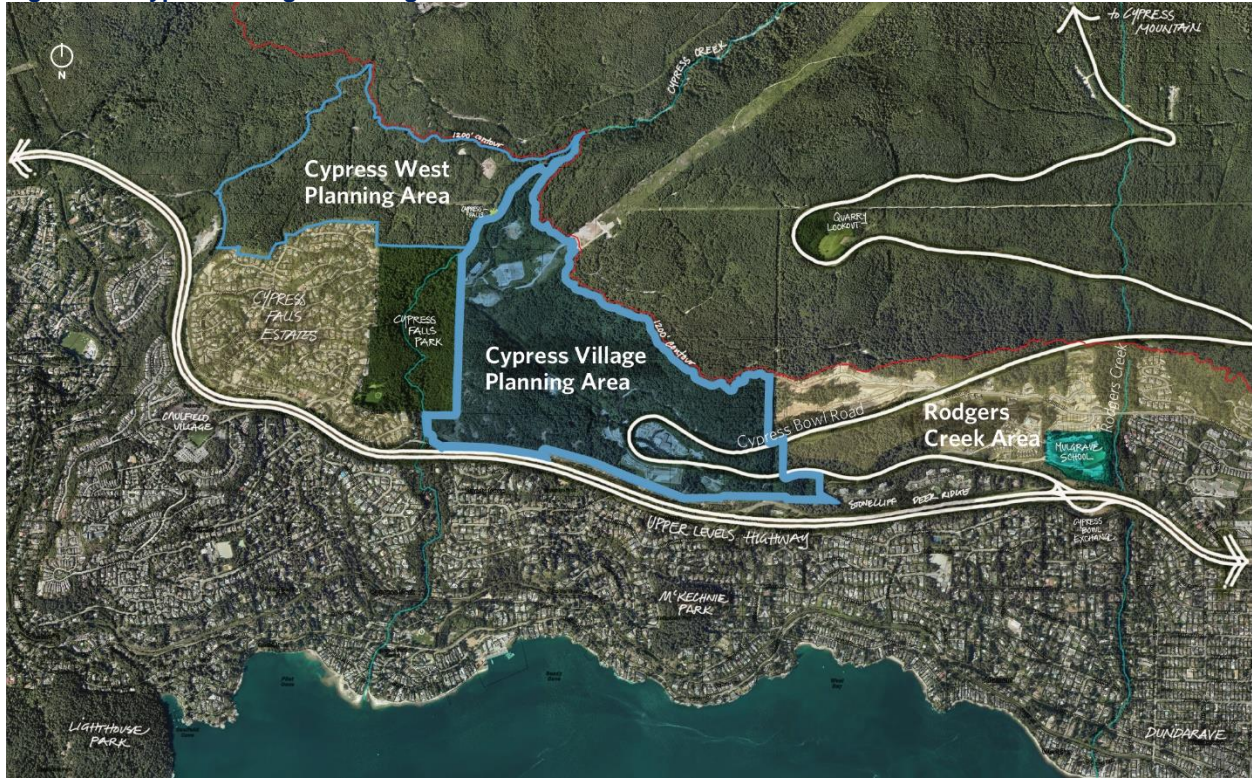 to CYPRESS
MOUNTAIN
N
CYPRESS CREEK
1200' contour
Cypress West
Planning Area
CYPRESS
FALLS
QUARRY
LOOKOUT
CYPRESS
FALLS
ESTATES
CYPRESS
FALLS
PARK
1200' contour
Cypress Village
Planning Area
Cypress Bowl Road
Rodgers
Creek Area
Rodgers Creek
CAULFEILD
VILLAGE
MULGRAVE
SCHOOL
STONECLIFF
DEER RIDGE
UPPER LEVELS HIGHWAY
CYPRESS
BOWL
EXCHANGE
McKECHNIE
PARK
LIGHTHOUSE
PARK
DUNDARAVE